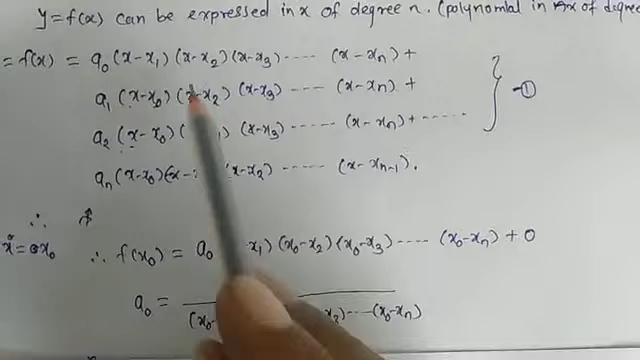 y=f(x) can be expressed in x of degree n. (polynomial in x of degree
= f(x) = a₀(x-x₁)(x-x₂)(x-x₃)..... (x-xₙ)+
a₁(x-x₀)(x-x₂)(x-x₃).... (x-xₙ)+
a₂(x-x₀) (x-x₃).... (x-xₙ)+...... } -①
aₙ(x-x₀)(x- (x-x₂)...... (x-xₙ₋₁).
∴
x=x₀ ∴ f(x₀) = a₀ x₁)(x₀-x₂)(x₀-x₃).... (x₀-xₙ)+0
a₀ =
(x₀- )...(x₀-xₙ)